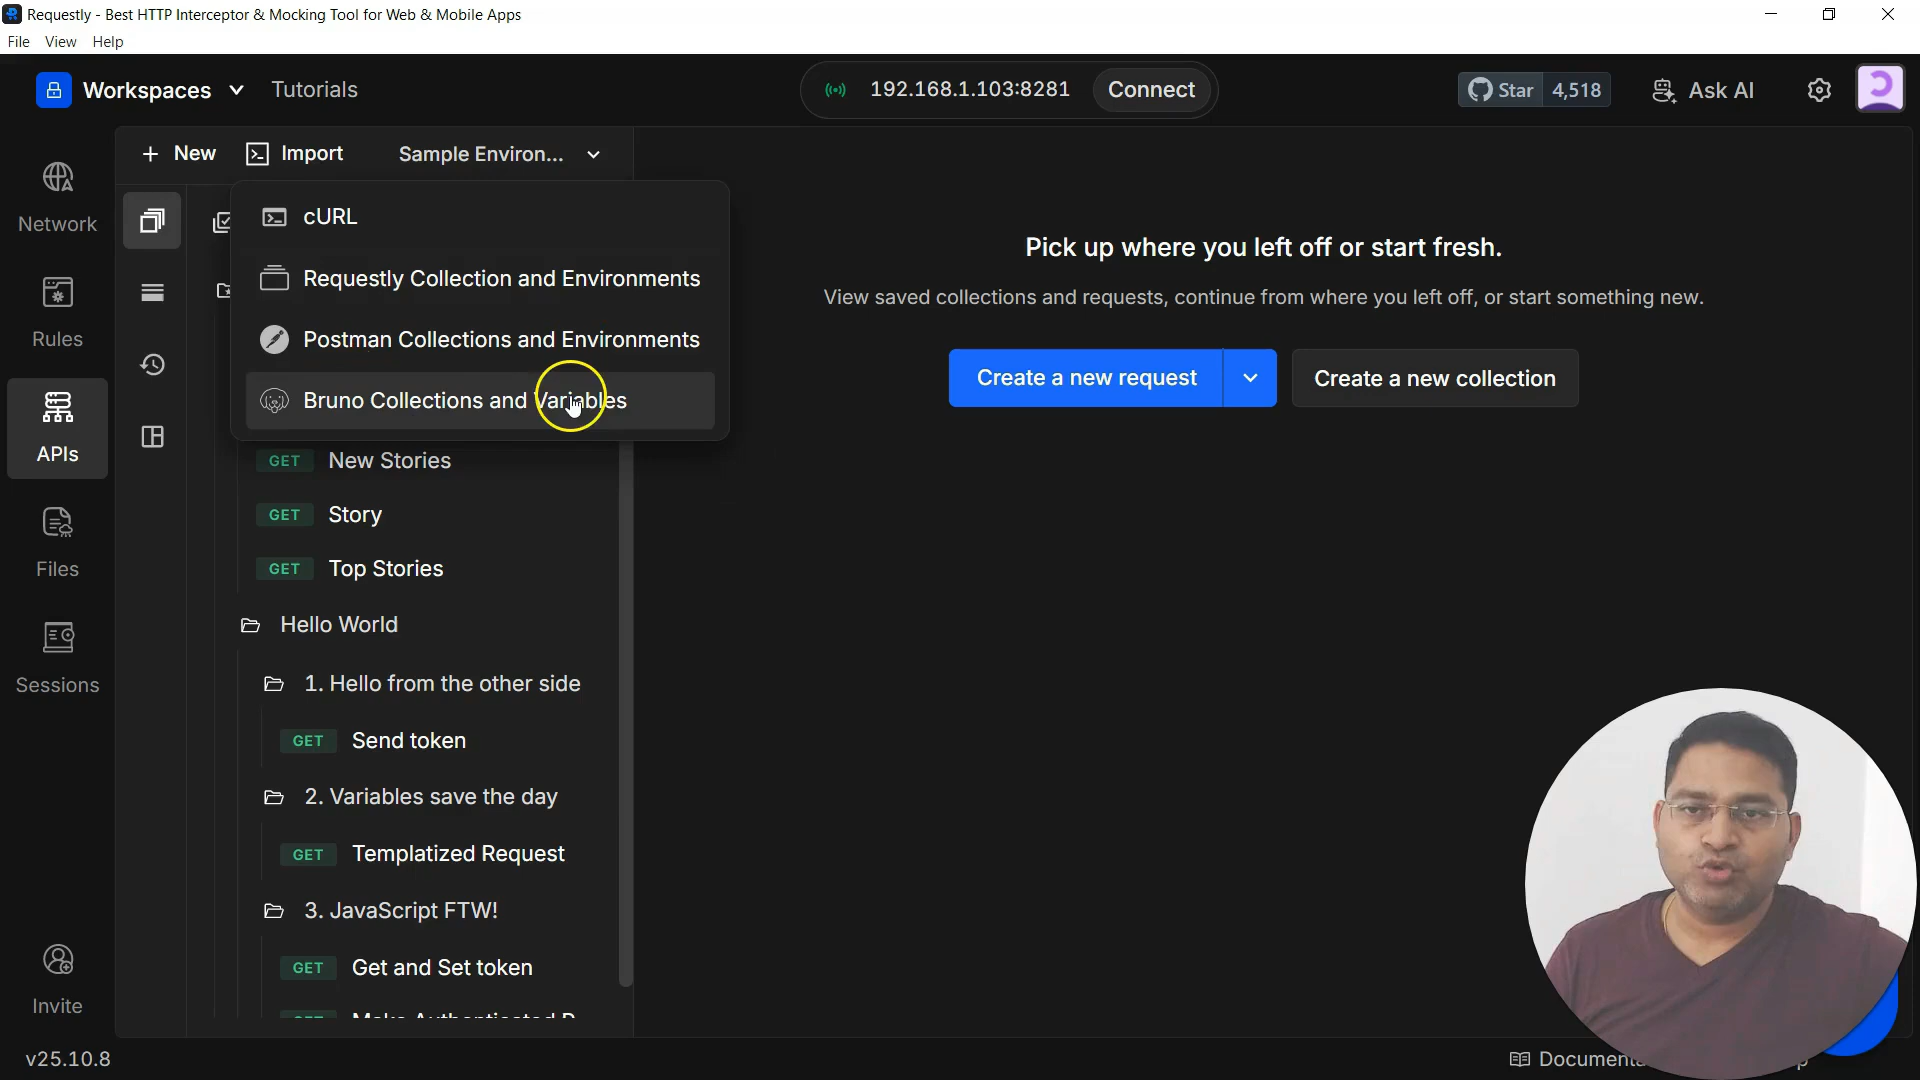 Requestly - Best HTTP Interceptor & Mocking Tool for Web & Mobile Apps
File View Help
Workspaces Tutorials 192.168.1.103:8281 Connect Star 4,518 Ask AI
New Import Sample Environ...
Network
Rules
APIs
Files
Sessions
Invite
cURL
Requestly Collection and Environments
Postman Collections and Environments
Bruno Collections and Variables
GET New Stories
GET Story
GET Top Stories
Hello World
1. Hello from the other side
GET Send token
2. Variables save the day
GET Templatized Request
3. JavaScript FTW!
GET Get and Set token
Pick up where you left off or start fresh.
View saved collections and requests, continue from where you left off, or start something new.
Create a new request Create a new collection
v25.10.8